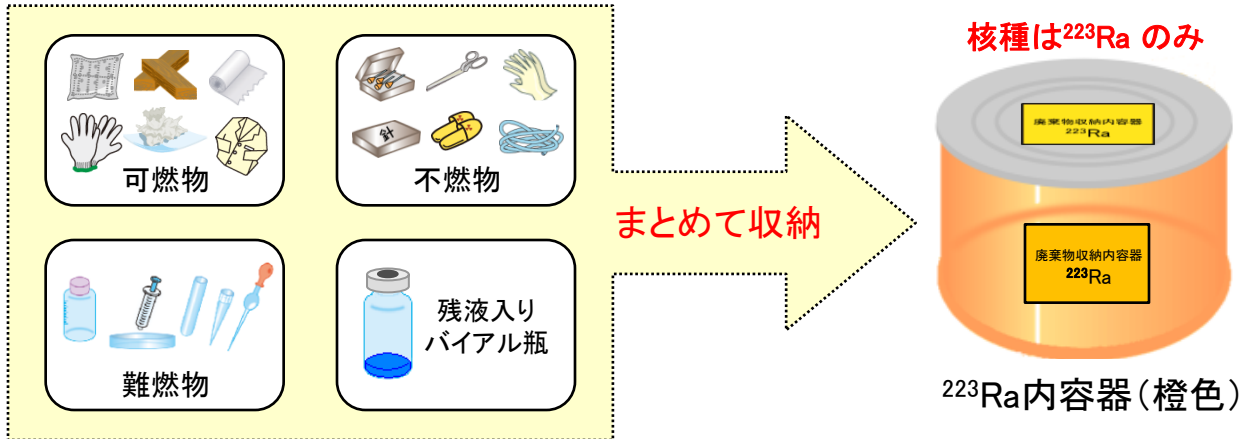 可燃物
針
不燃物
難燃物
残液入り
バイアル瓶
まとめて収納
核種は²²³Ra のみ
廃棄物収納内容器
²²³Ra
廃棄物収納内容器
²²³Ra
²²³Ra内容器（橙色）